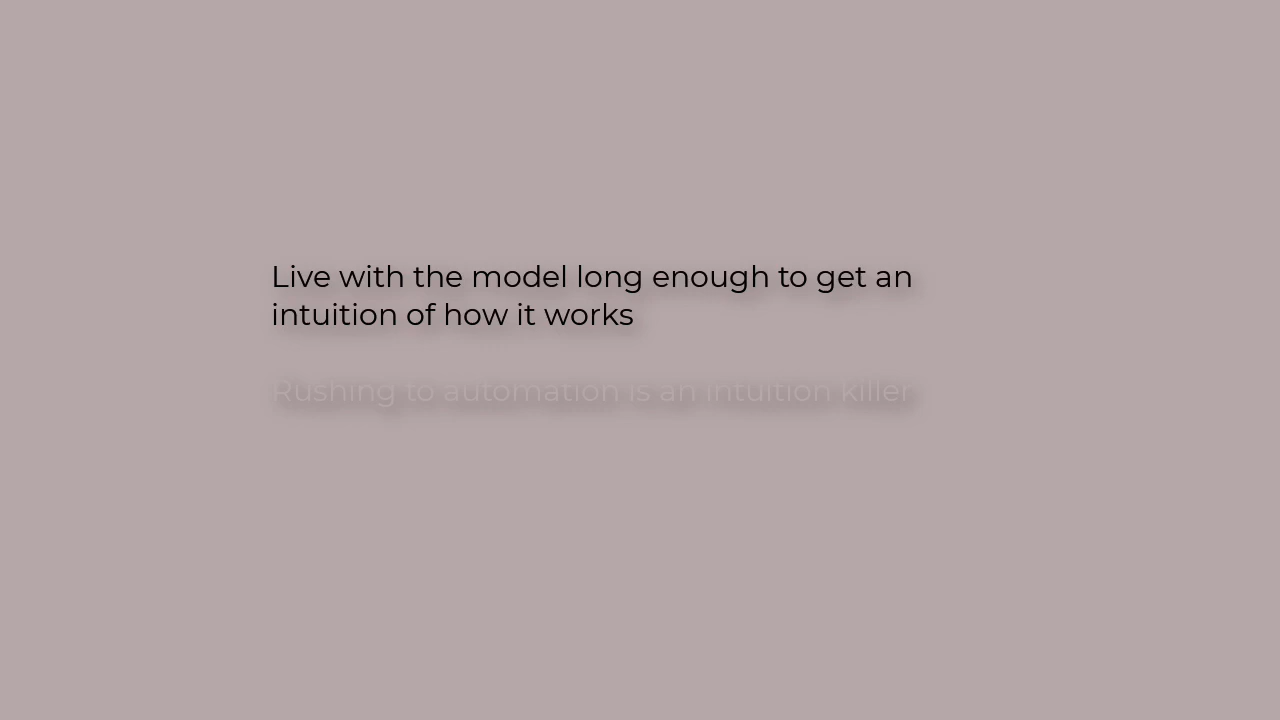 Live with the model long enough to get an
intuition of how it works
Rushing to automation is an intuition killer